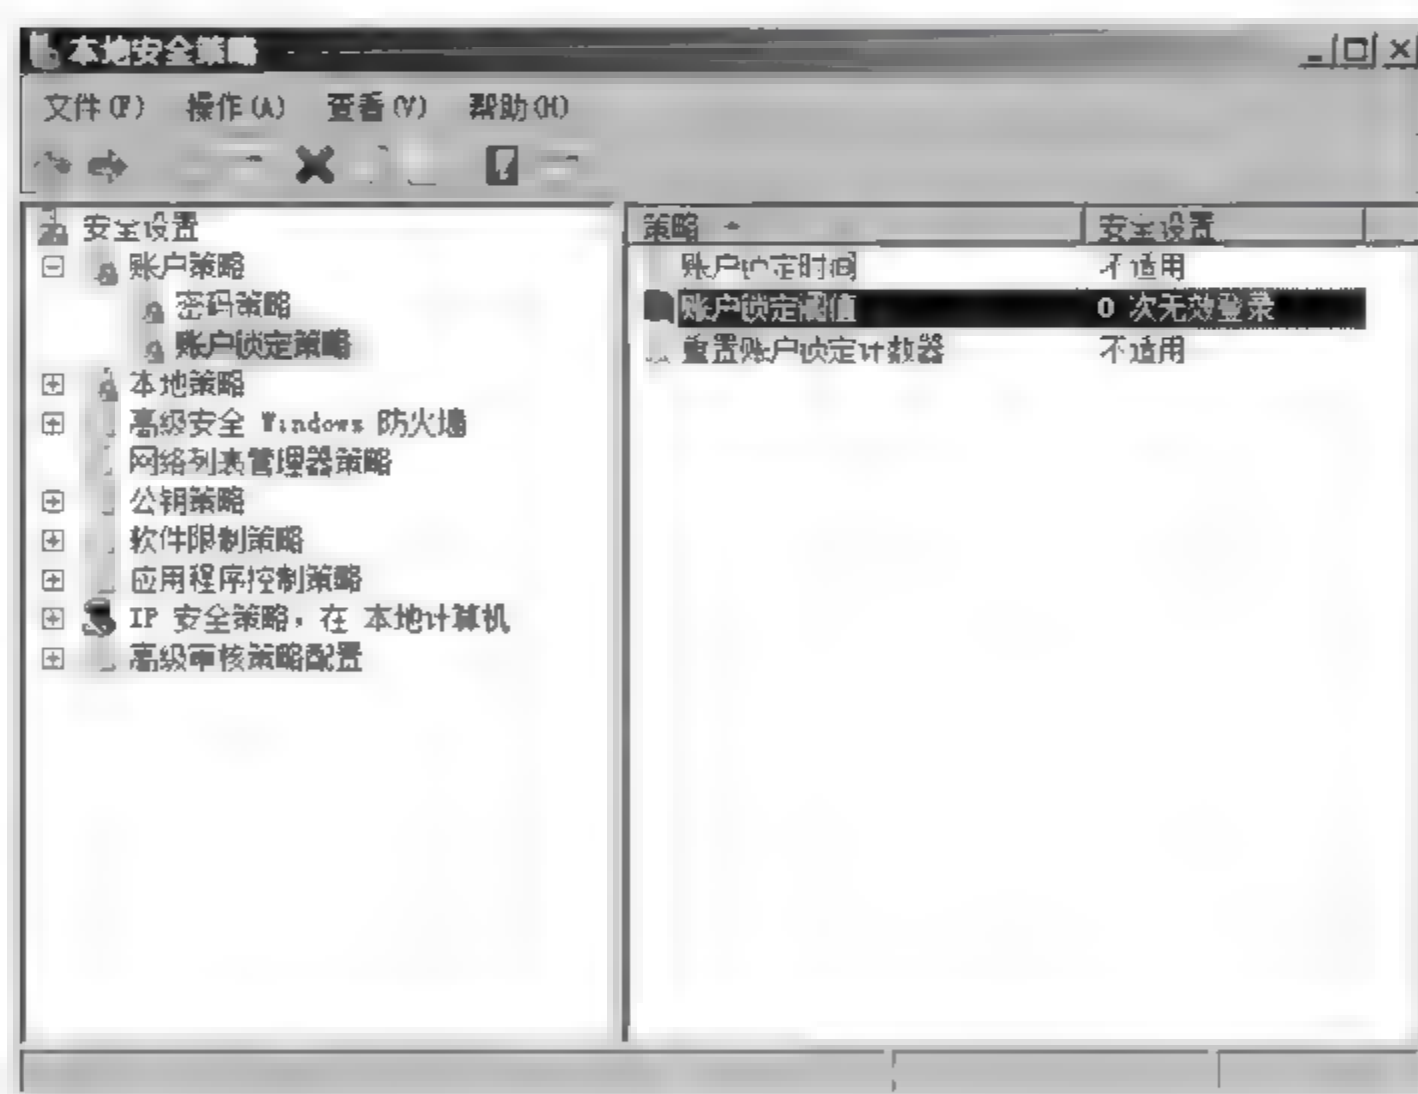 本地安全策略
文件(F) 操作(A) 查看(V) 帮助(H)
安全设置
账户策略
密码策略
账户锁定策略
本地策略
高级安全 Windows 防火墙
网络列表管理器策略
公钥策略
软件限制策略
应用程序控制策略
IP 安全策略，在 本地计算机
高级审核策略配置
策略 安全设置
账户锁定时间 不适用
账户锁定阈值 0 次无效登录
重置账户锁定计数器 不适用